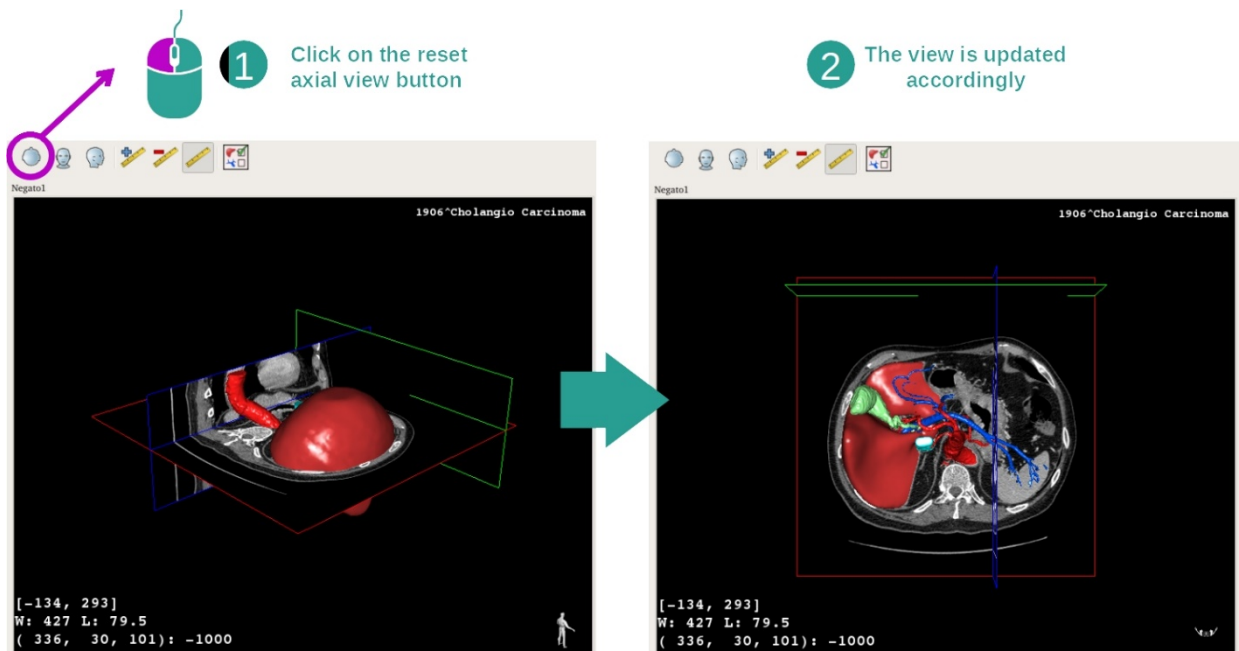 1
Click on the reset
axial view button
2
The view is updated
accordingly
Negato1
1906^Cholangio Carcinoma
[-134, 293]
W: 427 L: 79.5
( 336,  30, 101): -1000
Negato1
1906^Cholangio Carcinoma
[-134, 293]
W: 427 L: 79.5
( 336,  30, 101): -1000